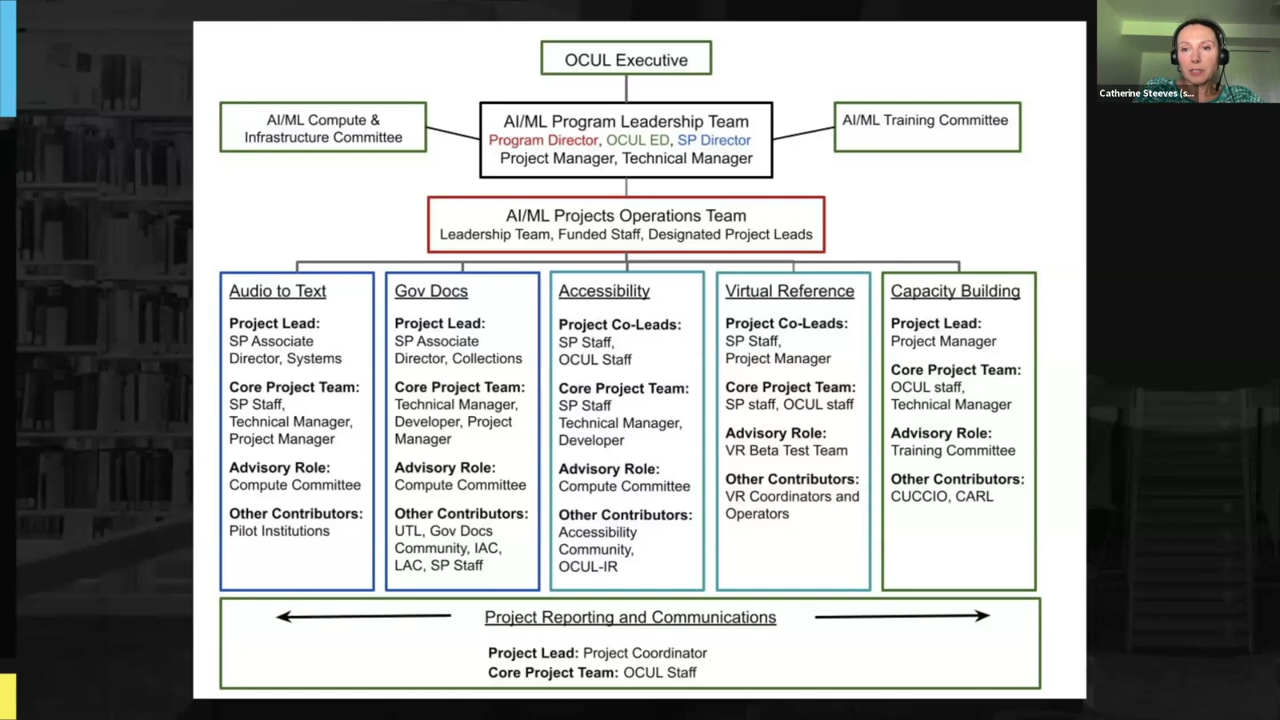 OCUL Executive
AI/ML Compute &
Infrastructure Committee
AI/ML Program Leadership Team
Program Director, OCUL ED, SP Director
Project Manager, Technical Manager
AI/ML Training Committee
AI/ML Projects Operations Team
Leadership Team, Funded Staff, Designated Project Leads
Audio to Text
Project Lead:
SP Associate
Director, Systems
Core Project Team:
SP Staff,
Technical Manager,
Project Manager
Advisory Role:
Compute Committee
Other Contributors:
Pilot Institutions
Gov Docs
Project Lead:
SP Associate
Director, Collections
Core Project Team:
Technical Manager,
Developer, Project
Manager
Advisory Role:
Compute Committee
Other Contributors:
UTL, Gov Docs
Community, IAC,
LAC, SP Staff
Accessibility
Project Co-Leads:
SP Staff,
OCUL Staff
Core Project Team:
SP Staff
Technical Manager,
Developer
Advisory Role:
Compute Committee
Other Contributors:
Accessibility
Community,
OCUL-IR
Virtual Reference
Project Co-Leads:
SP Staff,
Project Manager
Core Project Team:
SP staff, OCUL staff
Advisory Role:
VR Beta Test Team
Other Contributors:
VR Coordinators and
Operators
Capacity Building
Project Lead:
Project Manager
Core Project Team:
OCUL staff,
Technical Manager
Advisory Role:
Training Committee
Other Contributors:
CUCCIO, CARL
Project Reporting and Communications
Project Lead: Project Coordinator
Core Project Team: OCUL Staff
Catherine Steeves (s...